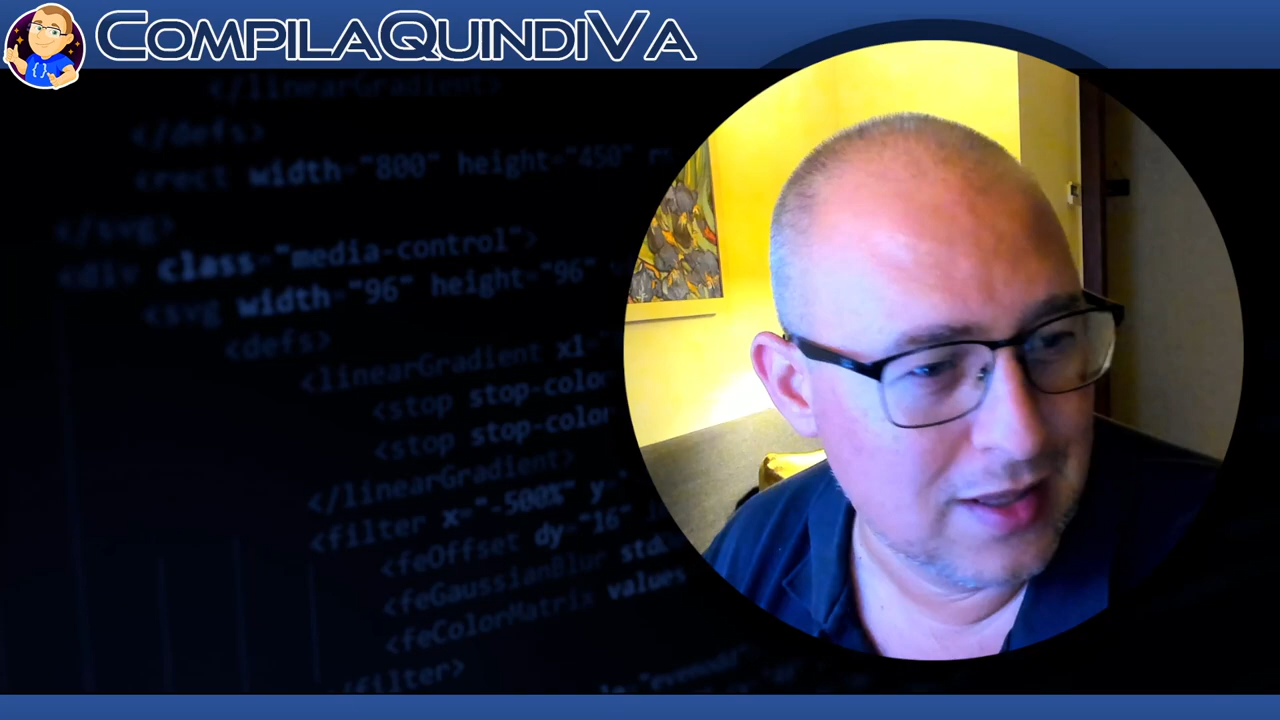 CompilaQuindiVa
{}
</linearGradient>
</defs>
<rect width="800" height="450"
</svg>
<div class="media-control">
<svg width="96" height="96"
<defs>
<linearGradient x1="
<stop stop-color
<stop stop-color
</linearGradient>
<filter x="-500%" y="
<feOffset dy="16"
<feGaussianBlur
<feColorMatrix values
</filter>